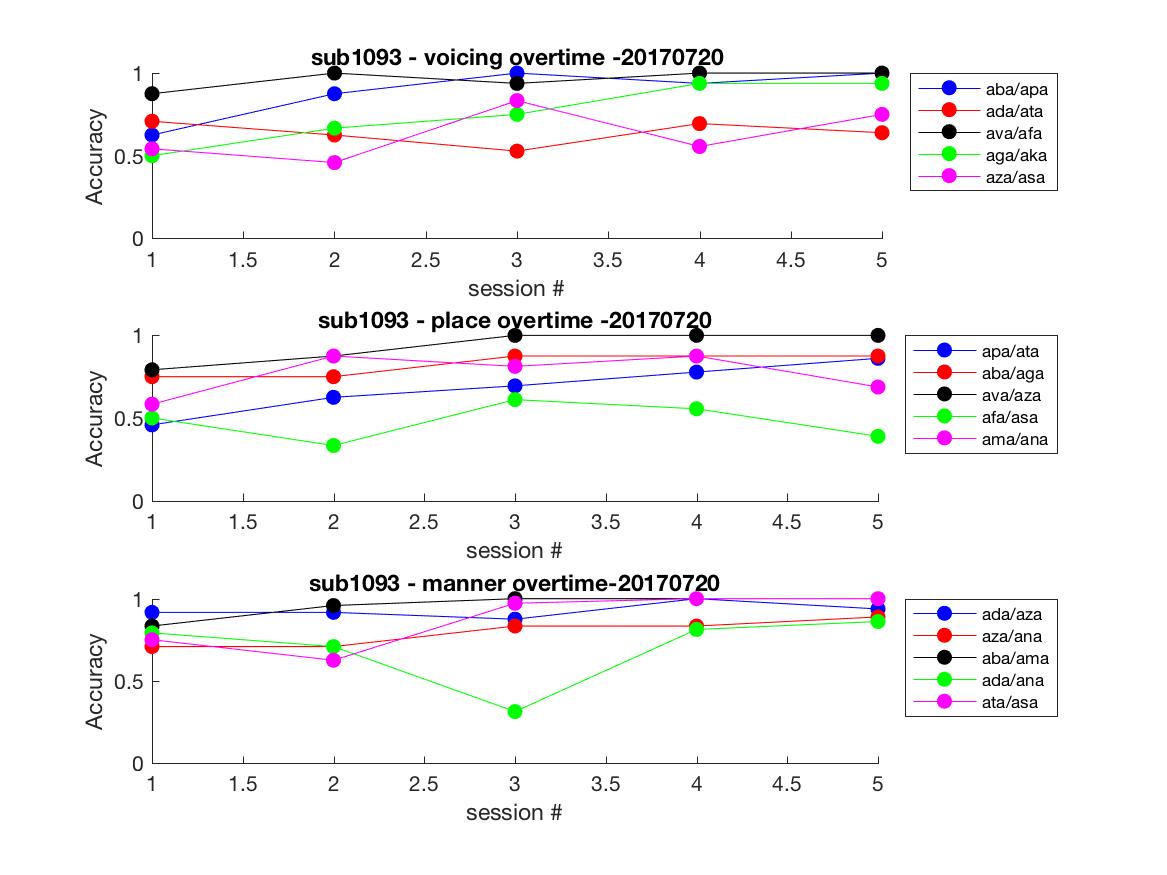 sub1093 - voicing overtime -20170720
1
0.5
0
Accuracy
1 1.5 2 2.5 3 3.5 4 4.5 5
session #
aba/apa
ada/ata
ava/afa
aga/aka
aza/asa
sub1093 - place overtime -20170720
1
0.5
0
Accuracy
1 1.5 2 2.5 3 3.5 4 4.5 5
session #
apa/ata
aba/aga
ava/aza
afa/asa
ama/ana
sub1093 - manner overtime-20170720
1
0.5
0
Accuracy
1 1.5 2 2.5 3 3.5 4 4.5 5
session #
ada/aza
aza/ana
aba/ama
ada/ana
ata/asa